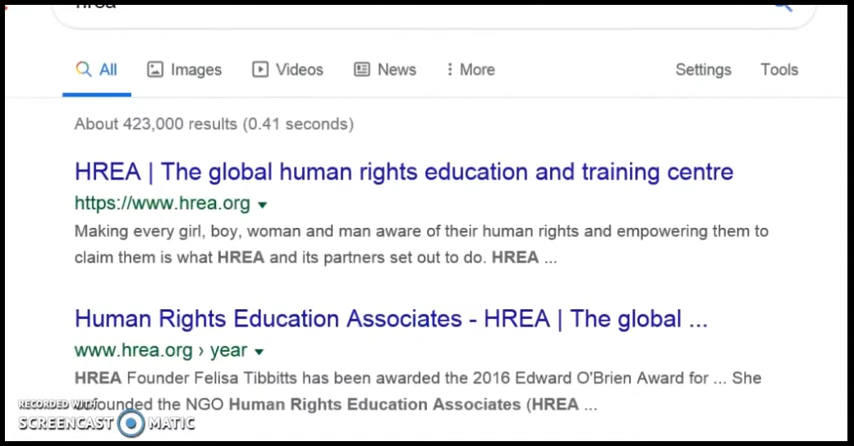 hrea
All Images Videos News More Settings Tools
About 423,000 results (0.41 seconds)
HREA | The global human rights education and training centre
https://www.hrea.org
Making every girl, boy, woman and man aware of their human rights and empowering them to
claim them is what HREA and its partners set out to do. HREA ...
Human Rights Education Associates - HREA | The global ...
www.hrea.org › year
HREA Founder Felisa Tibbitts has been awarded the 2016 Edward O'Brien Award for ... She
the NGO Human Rights Education Associates (HREA ...
RECORDED WITH
SCREENCAST MATIC